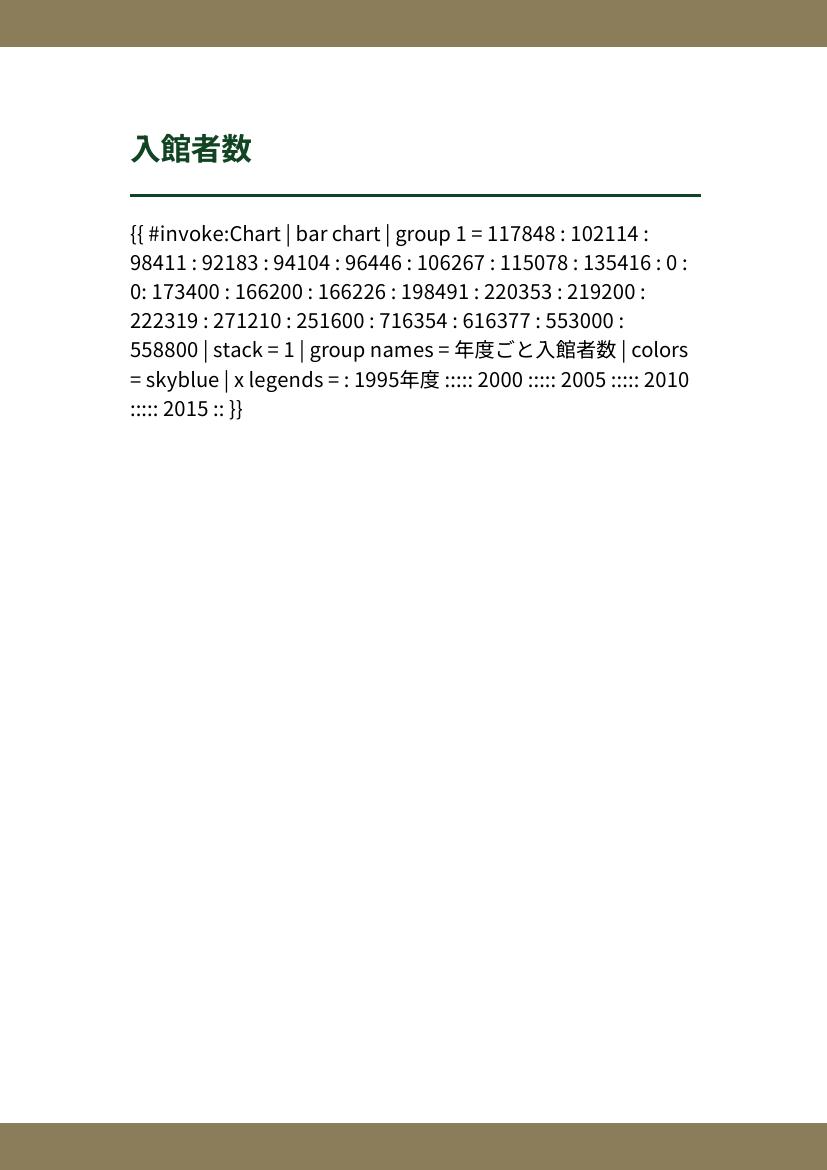 入館者数
{{ #invoke:Chart | bar chart | group 1 = 117848 : 102114 :
98411 : 92183 : 94104 : 96446 : 106267 : 115078 : 135416 : 0 :
0: 173400 : 166200 : 166226 : 198491 : 220353 : 219200 :
222319 : 271210 : 251600 : 716354 : 616377 : 553000 :
558800 | stack = 1 | group names = 年度ごと入館者数 | colors
= skyblue | x legends = : 1995年度 ::::: 2000 ::::: 2005 ::::: 2010
::::: 2015 :: }}